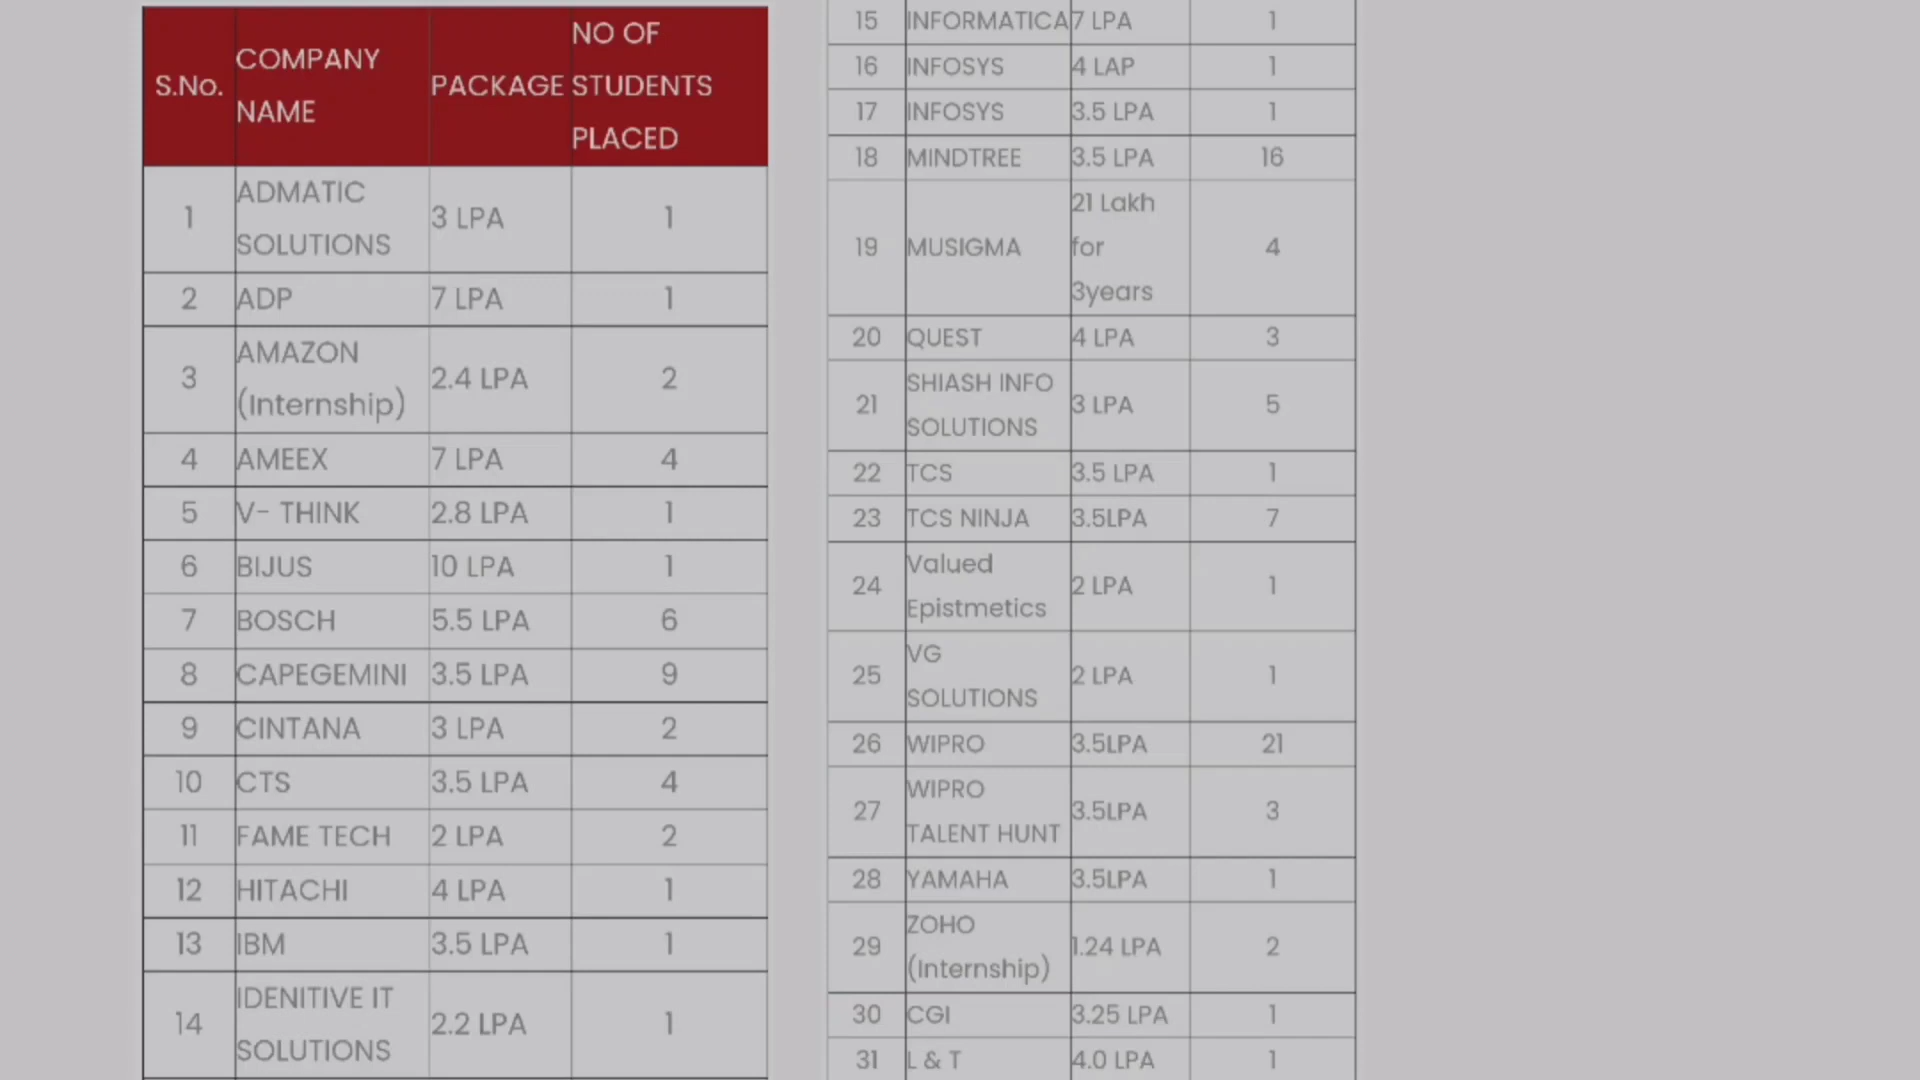 S.No. COMPANY NAME PACKAGE NO OF STUDENTS PLACED
1 ADMATIC SOLUTIONS 3 LPA 1
2 ADP 7 LPA 1
3 AMAZON (Internship) 2.4 LPA 2
4 AMEEX 7 LPA 4
5 V- THINK 2.8 LPA 1
6 BIJUS 10 LPA 1
7 BOSCH 5.5 LPA 6
8 CAPEGEMINI 3.5 LPA 9
9 CINTANA 3 LPA 2
10 CTS 3.5 LPA 4
11 FAME TECH 2 LPA 2
12 HITACHI 4 LPA 1
13 IBM 3.5 LPA 1
14 IDENITIVE IT SOLUTIONS 2.2 LPA 1
15 INFORMATICA 7 LPA 1
16 INFOSYS 4 LAP 1
17 INFOSYS 3.5 LPA 1
18 MINDTREE 3.5 LPA 16
19 MUSIGMA 21 Lakh for 3years 4
20 QUEST 4 LPA 3
21 SHIASH INFO SOLUTIONS 3 LPA 5
22 TCS 3.5 LPA 1
23 TCS NINJA 3.5LPA 7
24 Valued Epistmetics 2 LPA 1
25 VG SOLUTIONS 2 LPA 1
26 WIPRO 3.5LPA 21
27 WIPRO TALENT HUNT 3.5LPA 3
28 YAMAHA 3.5LPA 1
29 ZOHO (Internship) 1.24 LPA 2
30 CGI 3.25 LPA 1
31 L & T 4.0 LPA 1